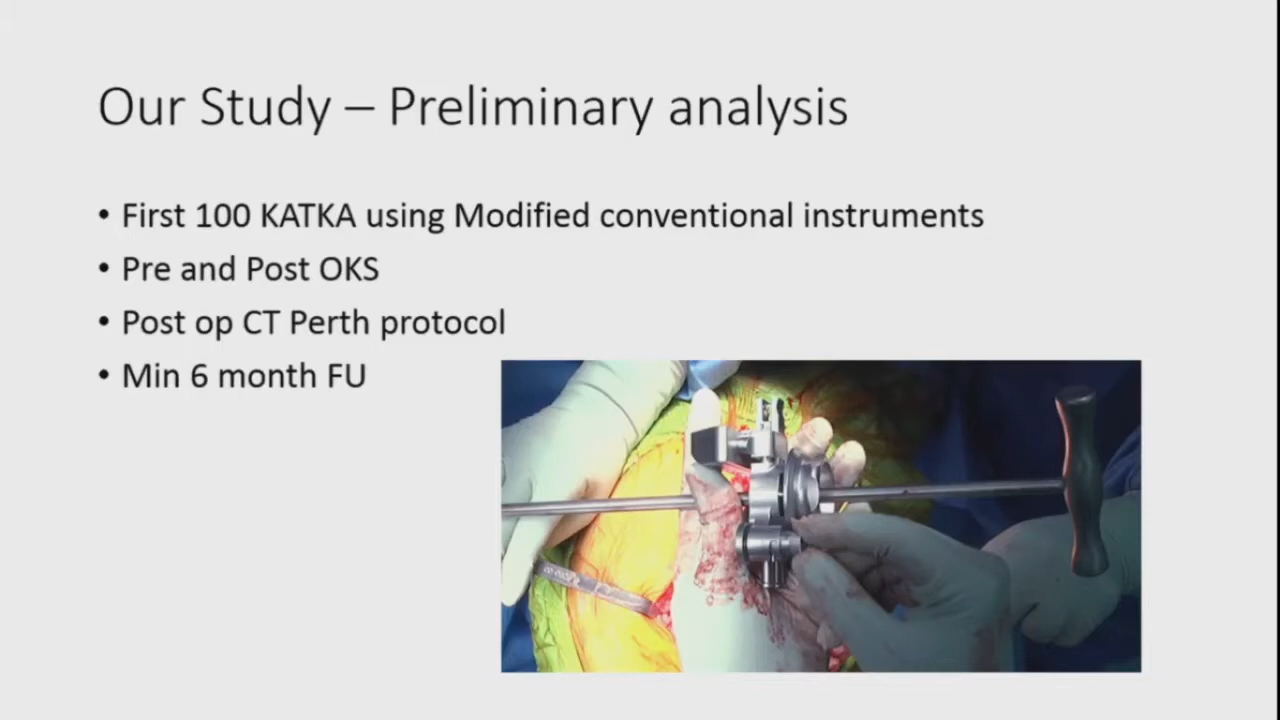 Our Study – Preliminary analysis
• First 100 KATKA using Modified conventional instruments
• Pre and Post OKS
• Post op CT Perth protocol
• Min 6 month FU